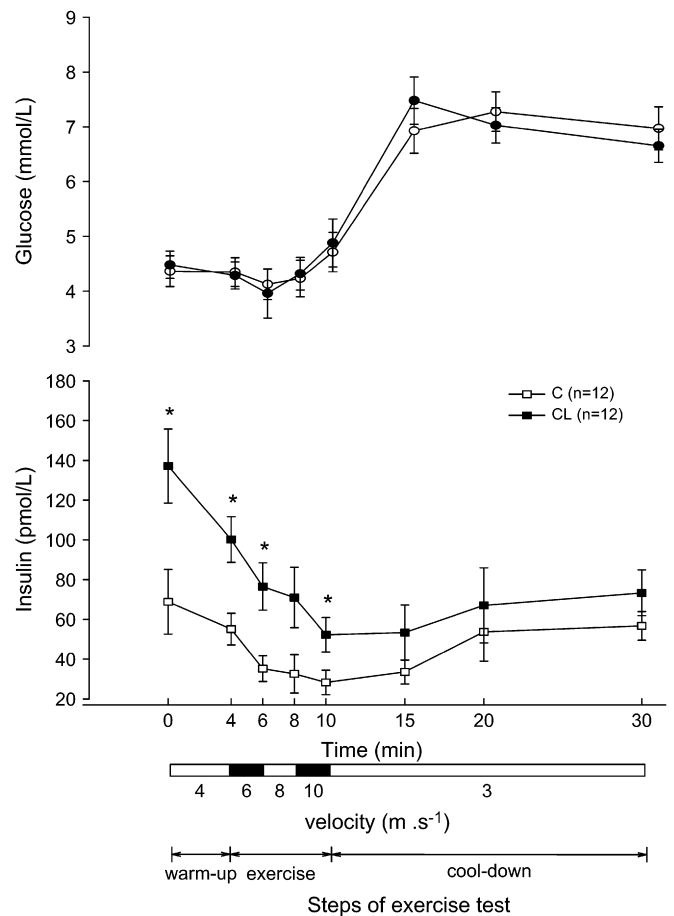 9
8
7
6
5
4
3
Glucose (mmol/L)
180
160
140
120
100
80
60
40
20
Insulin (pmol/L)
C (n=12)
CL (n=12)
*
*
*
*
0 4 6 8 10 15 20 30
Time (min)
4 6 8 10 3
velocity (m .s-1)
warm-up exercise cool-down
Steps of exercise test